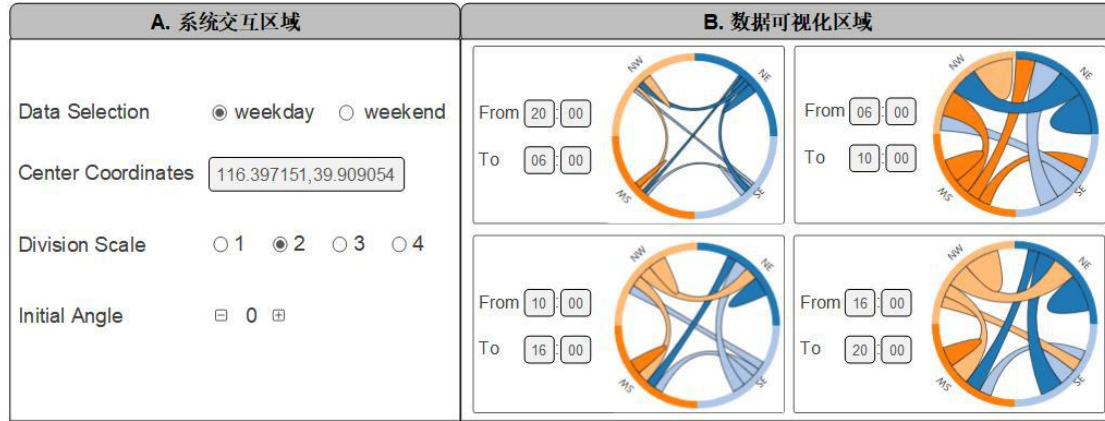 A. 系统交互区域
Data Selection weekday weekend
Center Coordinates 116.397151,39.909054
Division Scale 1 2 3 4
Initial Angle 0
B. 数据可视化区域
From 20:00
To 06:00
NW
NE
SW
SE
From 06:00
To 10:00
NW
NE
SW
SE
From 10:00
To 16:00
NW
NE
SW
SE
From 16:00
To 20:00
NW
NE
SW
SE